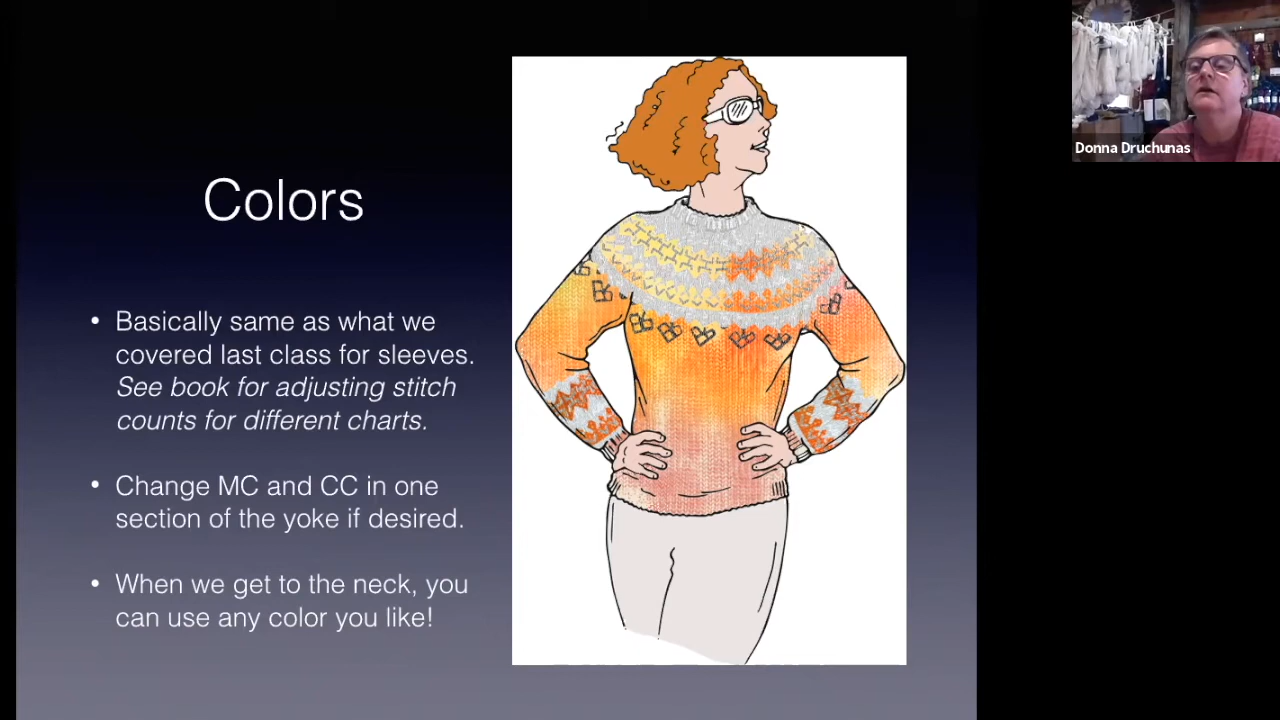 Colors
• Basically same as what we
covered last class for sleeves.
See book for adjusting stitch
counts for different charts.
• Change MC and CC in one
section of the yoke if desired.
• When we get to the neck, you
can use any color you like!
Donna Druchunas